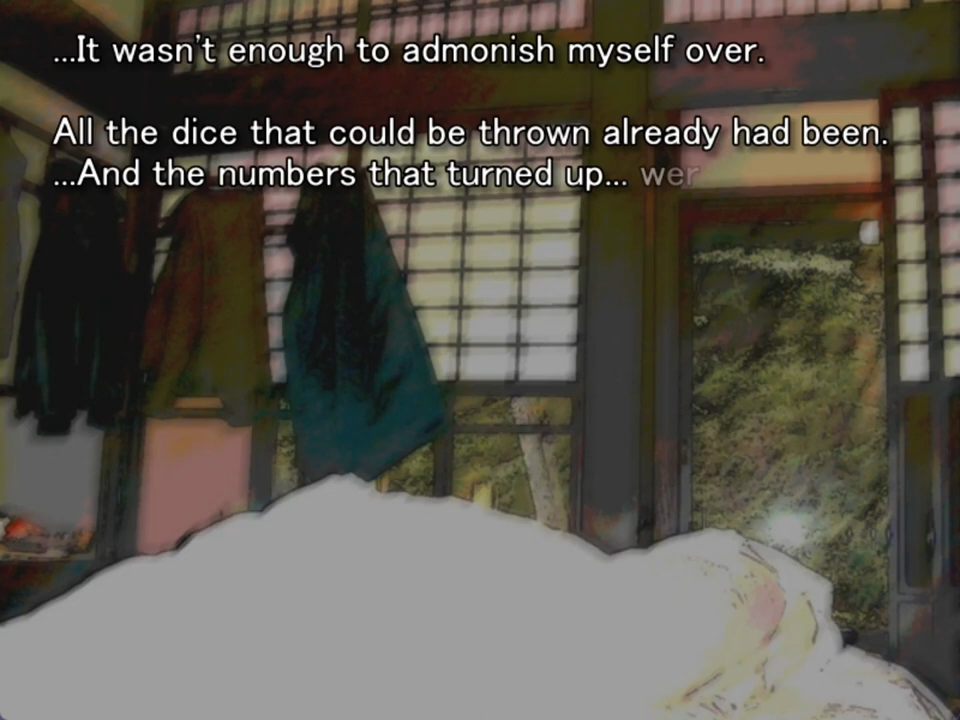 ...It wasn't enough to admonish myself over.
All the dice that could be thrown already had been.
...And the numbers that turned up... wer